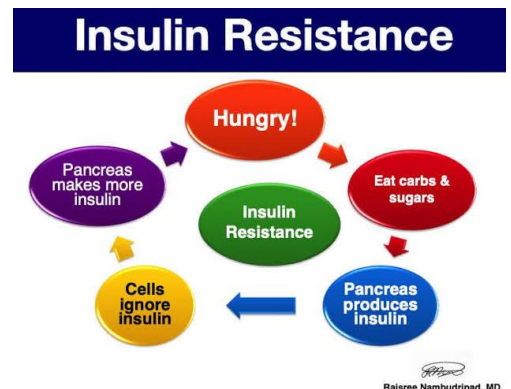 Insulin Resistance
Hungry!
Eat carbs &
sugars
Pancreas
produces
insulin
Cells
ignore
insulin
Pancreas
makes more
insulin
Insulin
Resistance
Rajsree Nambudripad, MD